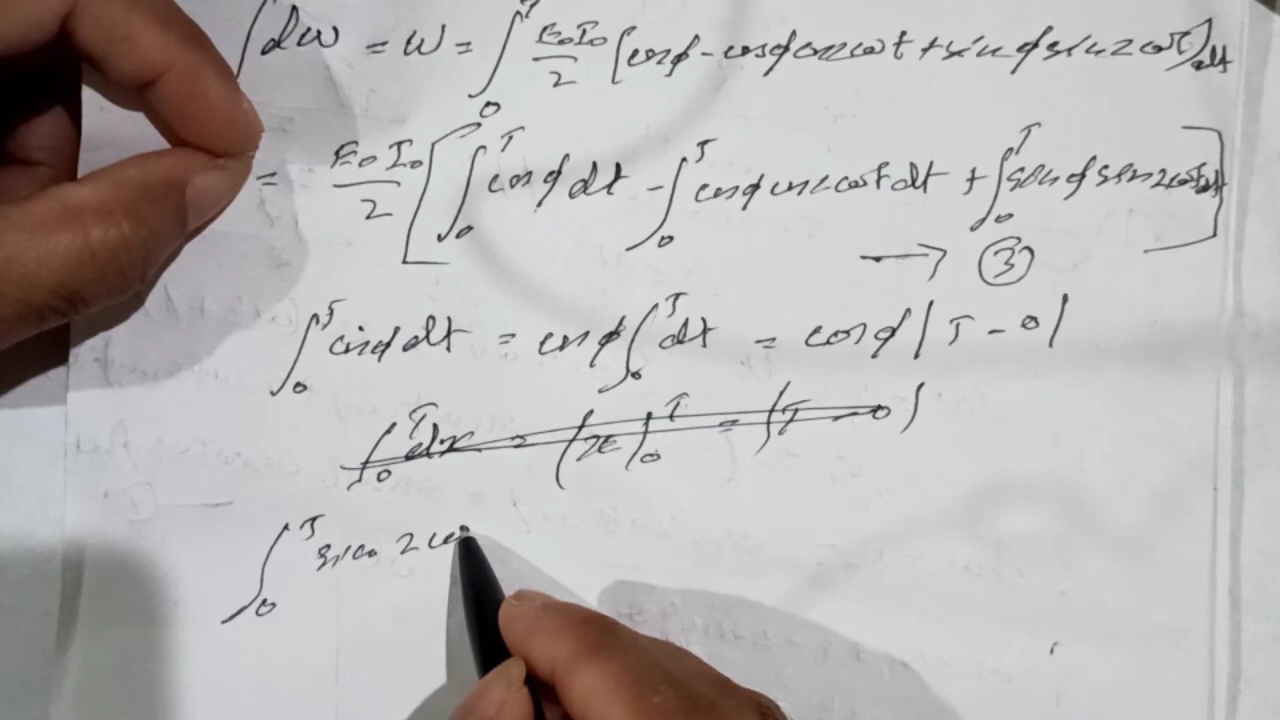 ∫dw = W = ∫₀ᵀ E₀I₀/2 [cosφ - cosφ cos2ωt + sinφ sin2ωt] dt
= E₀I₀/2 [∫₀ᵀ cosφ dt - ∫₀ᵀ cosφ cos2ωt dt + ∫₀ᵀ sinφ sin2ωt dt]
→ ③
∫₀ᵀ cosφ dt = cosφ ∫₀ᵀ dt = cosφ |T - 0|
∫₀ᵀ dx = |x|₀ᵀ = |T - 0|
∫₀ᵀ sin 2ω